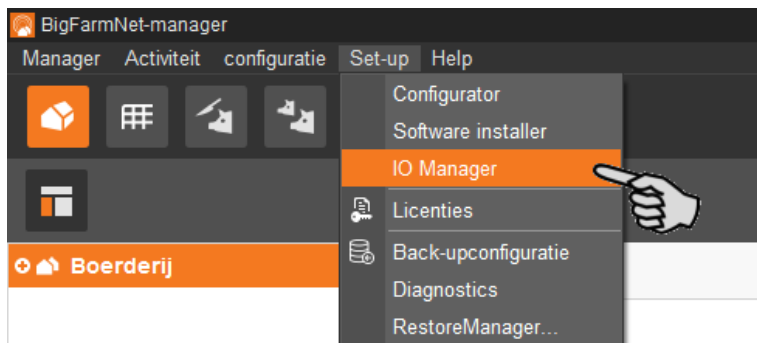 BigFarmNet-manager
Manager Activiteit configuratie Set-up Help
Configurator
Software installer
IO Manager
Licenties
Boerderij
Back-upconfiguratie
Diagnostics
RestoreManager...